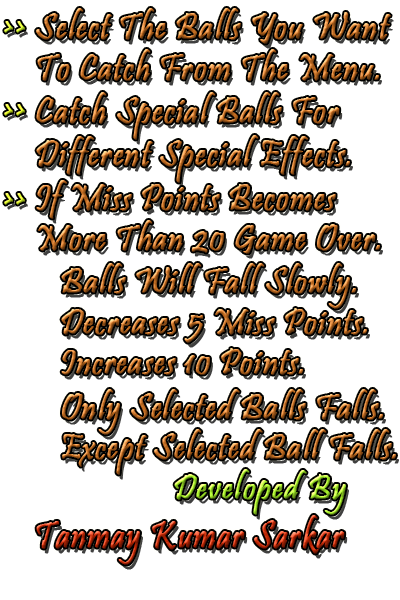 >> Select The Balls You Want
To Catch From The Menu.
>> Catch Special Balls For
Different Special Effects.
>> If Miss Points Becomes
More Than 20 Game Over.
Balls Will Fall Slowly.
Decreases 5 Miss Points.
Increases 10 Points.
Only Selected Balls Falls.
Except Selected Ball Falls.
Developed By
Tanmay Kumar Sarkar